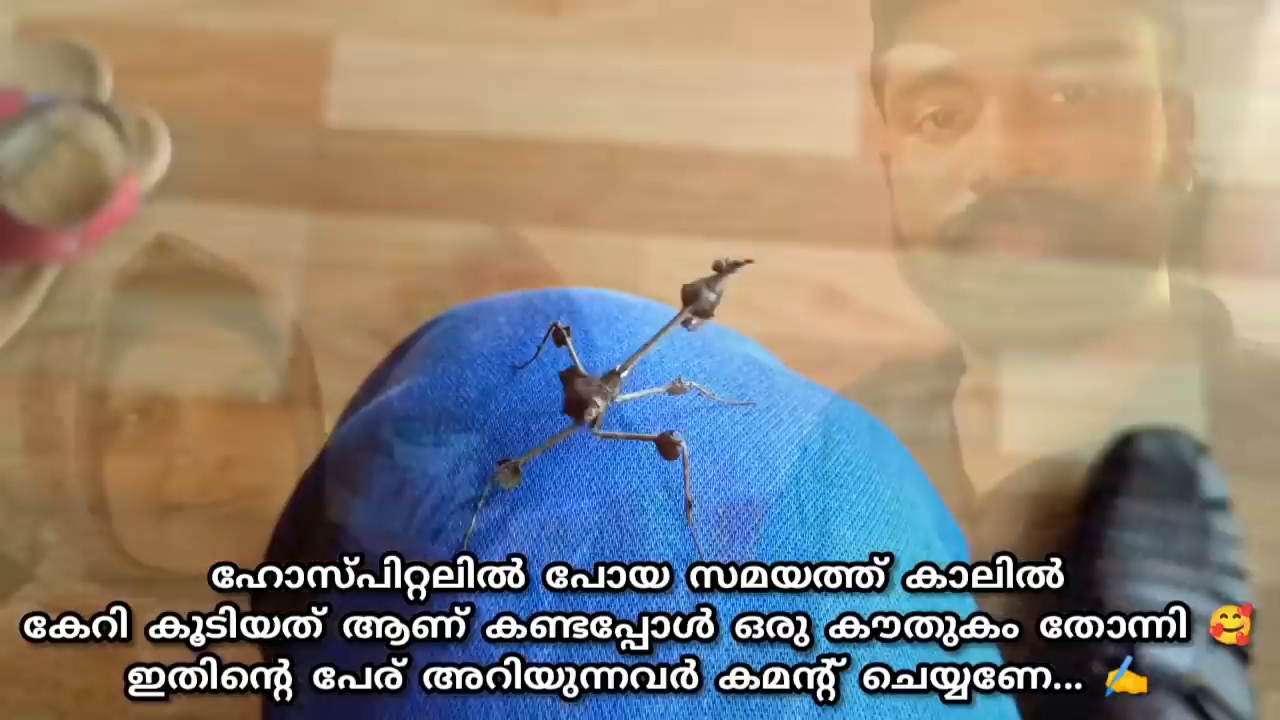 ഹോസ്പിറ്റലിൽ പോയ സമയത്ത് കാലിൽ
കേറി കൂടിയത് ആണ് കണ്ടപ്പോൾ ഒരു കൗതുകം തോന്നി 🥰
ഇതിന്റെ പേര് അറിയുന്നവർ കമന്റ് ചെയ്യണേ... ✍️